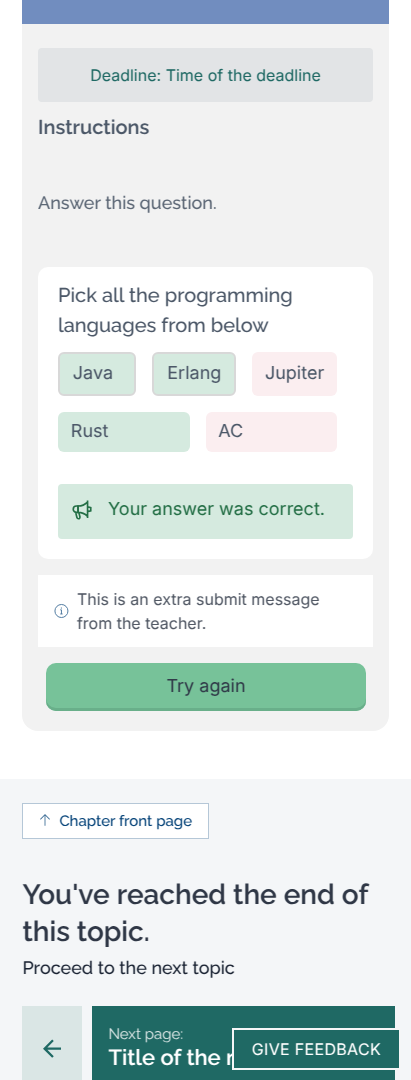 Deadline: Time of the deadline
Instructions
Answer this question.
Pick all the programming
languages from below
Java
Erlang
Jupiter
Rust
AC
Your answer was correct.
This is an extra submit message
from the teacher.
Try again
Chapter front page
You've reached the end of
this topic.
Proceed to the next topic
Next page:
Title of the
GIVE FEEDBACK